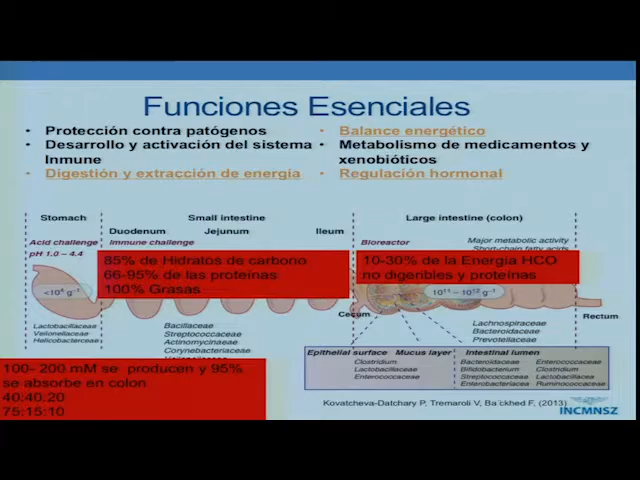 Funciones Esenciales
• Protección contra patógenos
• Desarrollo y activación del sistema
Inmune
• Digestión y extracción de energía
• Balance energético
• Metabolismo de medicamentos y
xenobióticos
• Regulación hormonal
Stomach
Small intestine
Large intestine (colon)
Duodenum Jejunum Ileum
Acid challenge
pH 1.0 – 4.4
Immune challenge
Bioreactor
Major metabolic activity
Short-chain fatty acids
85% de Hidratos de carbono
66-95% de las proteínas
100% Grasas
10-30% de la Energía HCO
no digeribles y proteínas
<10⁴ g⁻¹
10¹¹ – 10¹² g⁻¹
Cecum
Rectum
Lactobacillaceae
Veillonellaceae
Helicobacteraceae
Bacillaceae
Streptococcaceae
Actinomycinaceae
Corynebacteriaceae
Lachnospiraceae
Bacteroidaceae
Prevotellaceae
Epithelial surface Mucus layer Intestinal lumen
Clostridium
Lactobacillaceae
Enterococcaceae
Bacteroidaceae Enterococcaceae
Bifidobacterium Clostridium
Streptococcaceae Lactobacillacea
Enterobacteriacea Ruminococcaceae
100- 200 mM se producen y 95%
se absorbe en colon
40:40.20
75:15:10
Kovatcheva-Datchary P, Tremaroli V, Ba¨ckhed F, (2013)
INCMNSZ